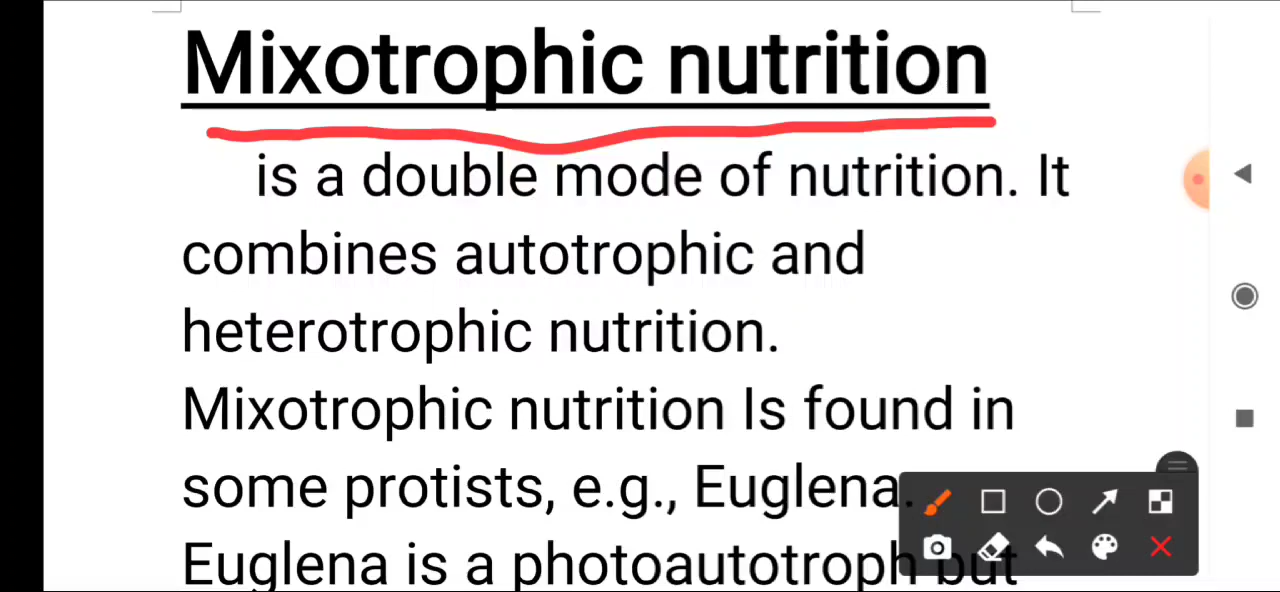 Mixotrophic nutrition
is a double mode of nutrition. It
combines autotrophic and
heterotrophic nutrition.
Mixotrophic nutrition Is found in
some protists, e.g., Euglena.
Euglena is a photoautotroph but